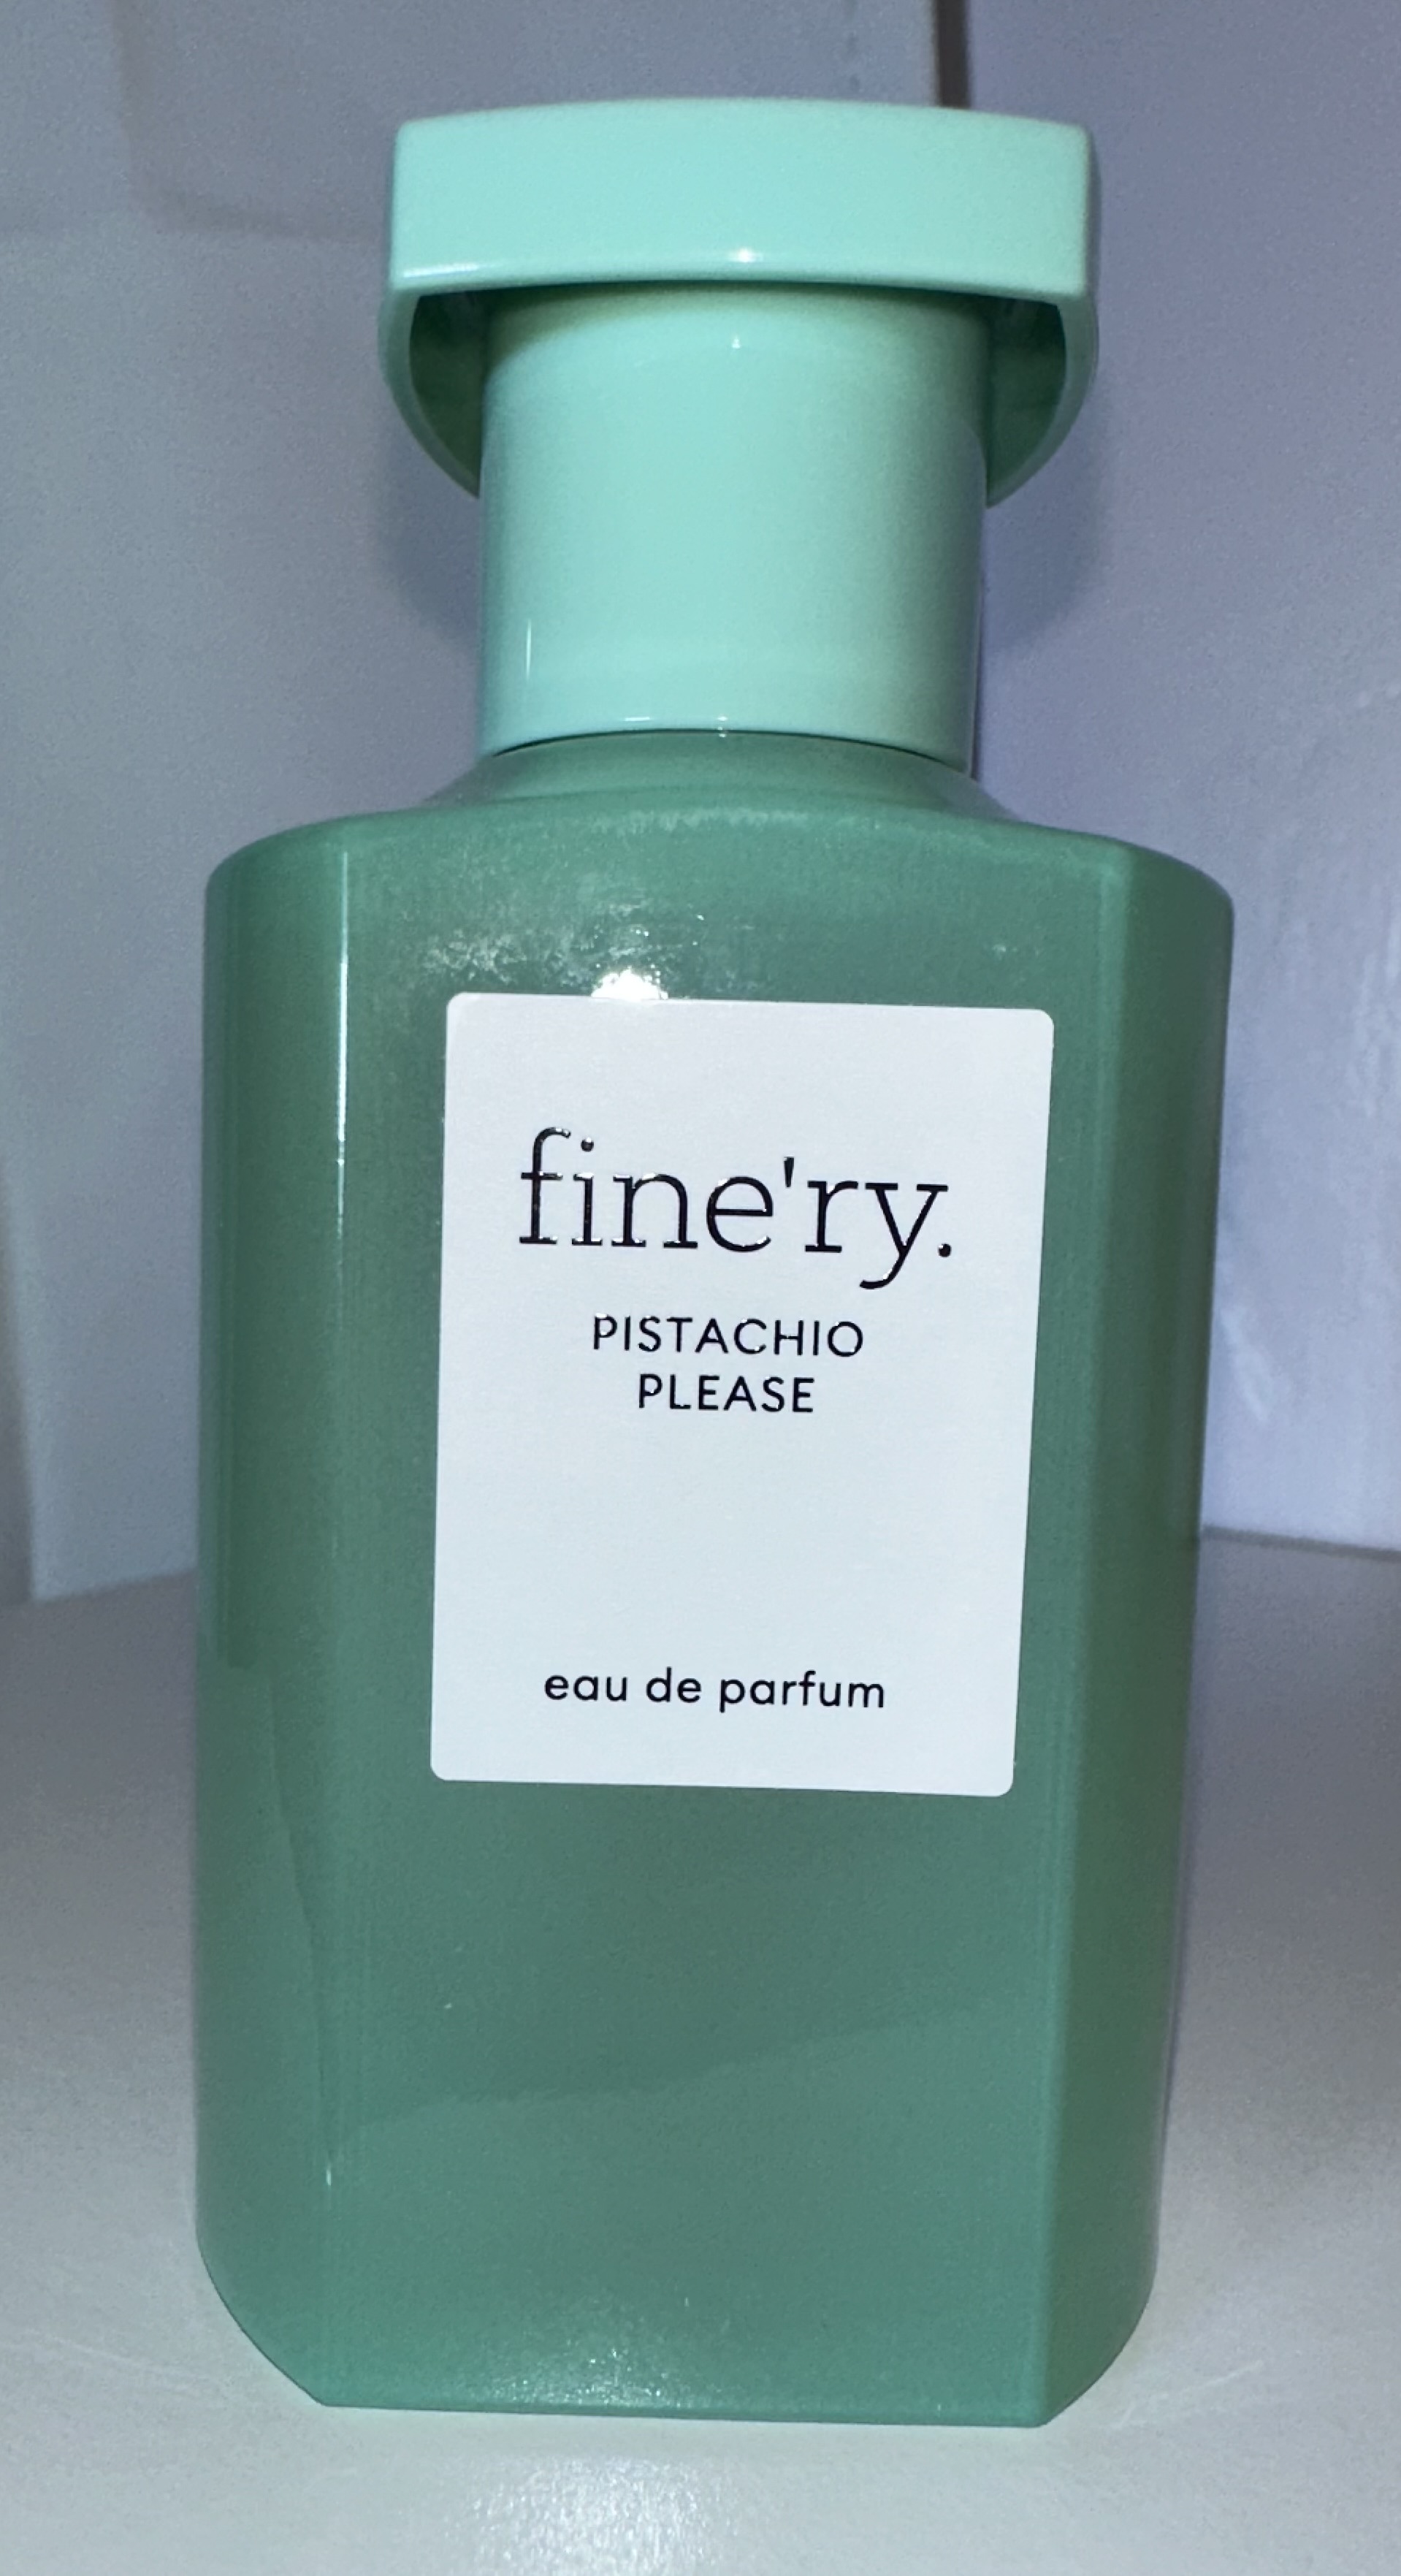 fine'ry.
PISTACHIO
PLEASE
eau de parfum